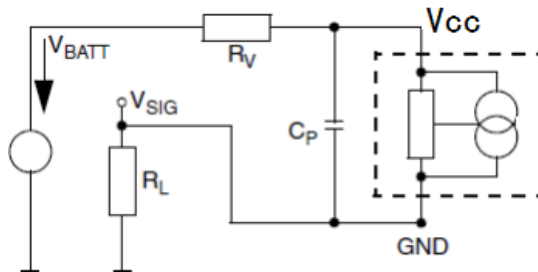 Vcc
VBATT
RV
VSIG
CP
RL
GND